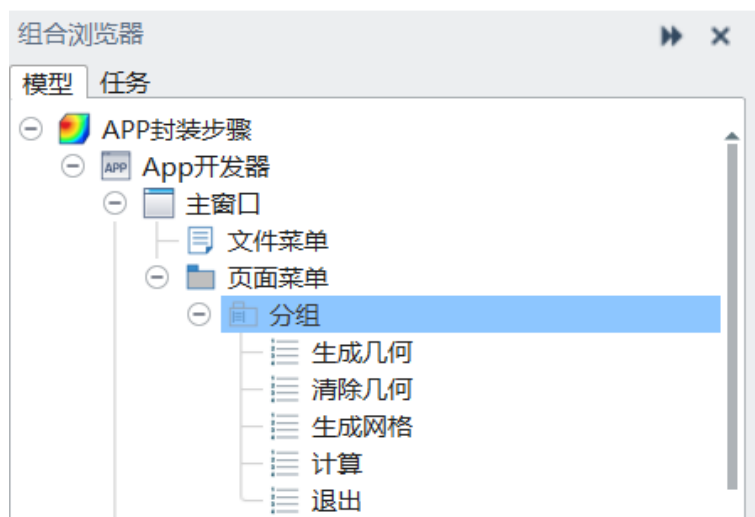 组合浏览器
模型 任务
APP封装步骤
APP App开发器
主窗口
文件菜单
页面菜单
分组
生成几何
清除几何
生成网格
计算
退出